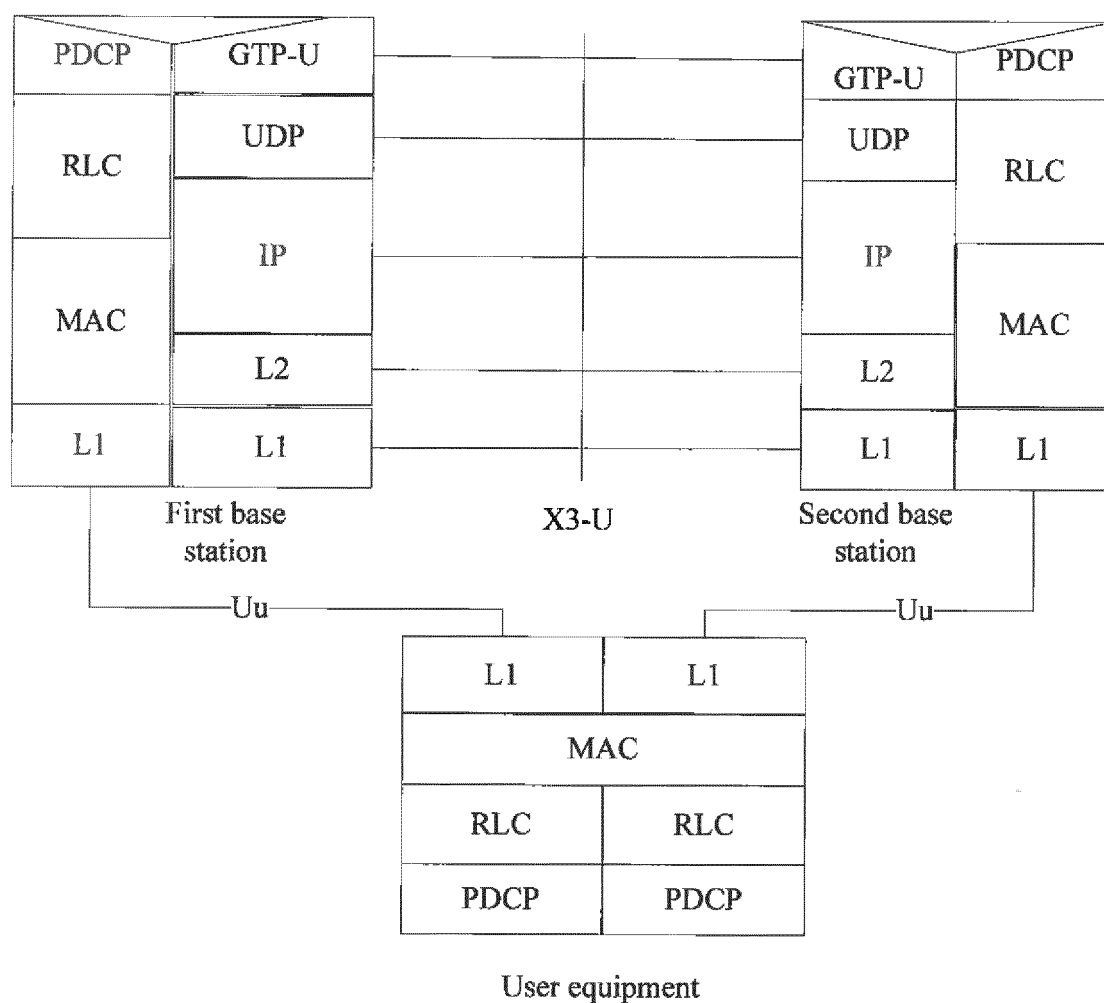 PDCP GTP-U GTP-U PDCP
UDP UDP
RLC RLC
IP IP
MAC MAC
L2 L2
L1 L1 L1 L1
First base
station
X3-U
Second base
station
Uu Uu
L1 L1
MAC
RLC RLC
PDCP PDCP
User equipment